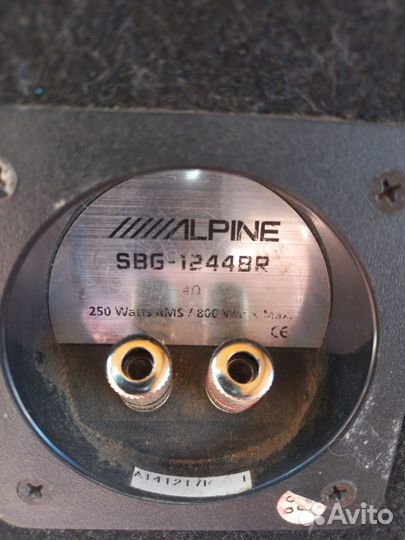 ALPINE
SBG-1244BR
4Ω
250 Watts RMS / 800 Watts Max.
CE
Avito